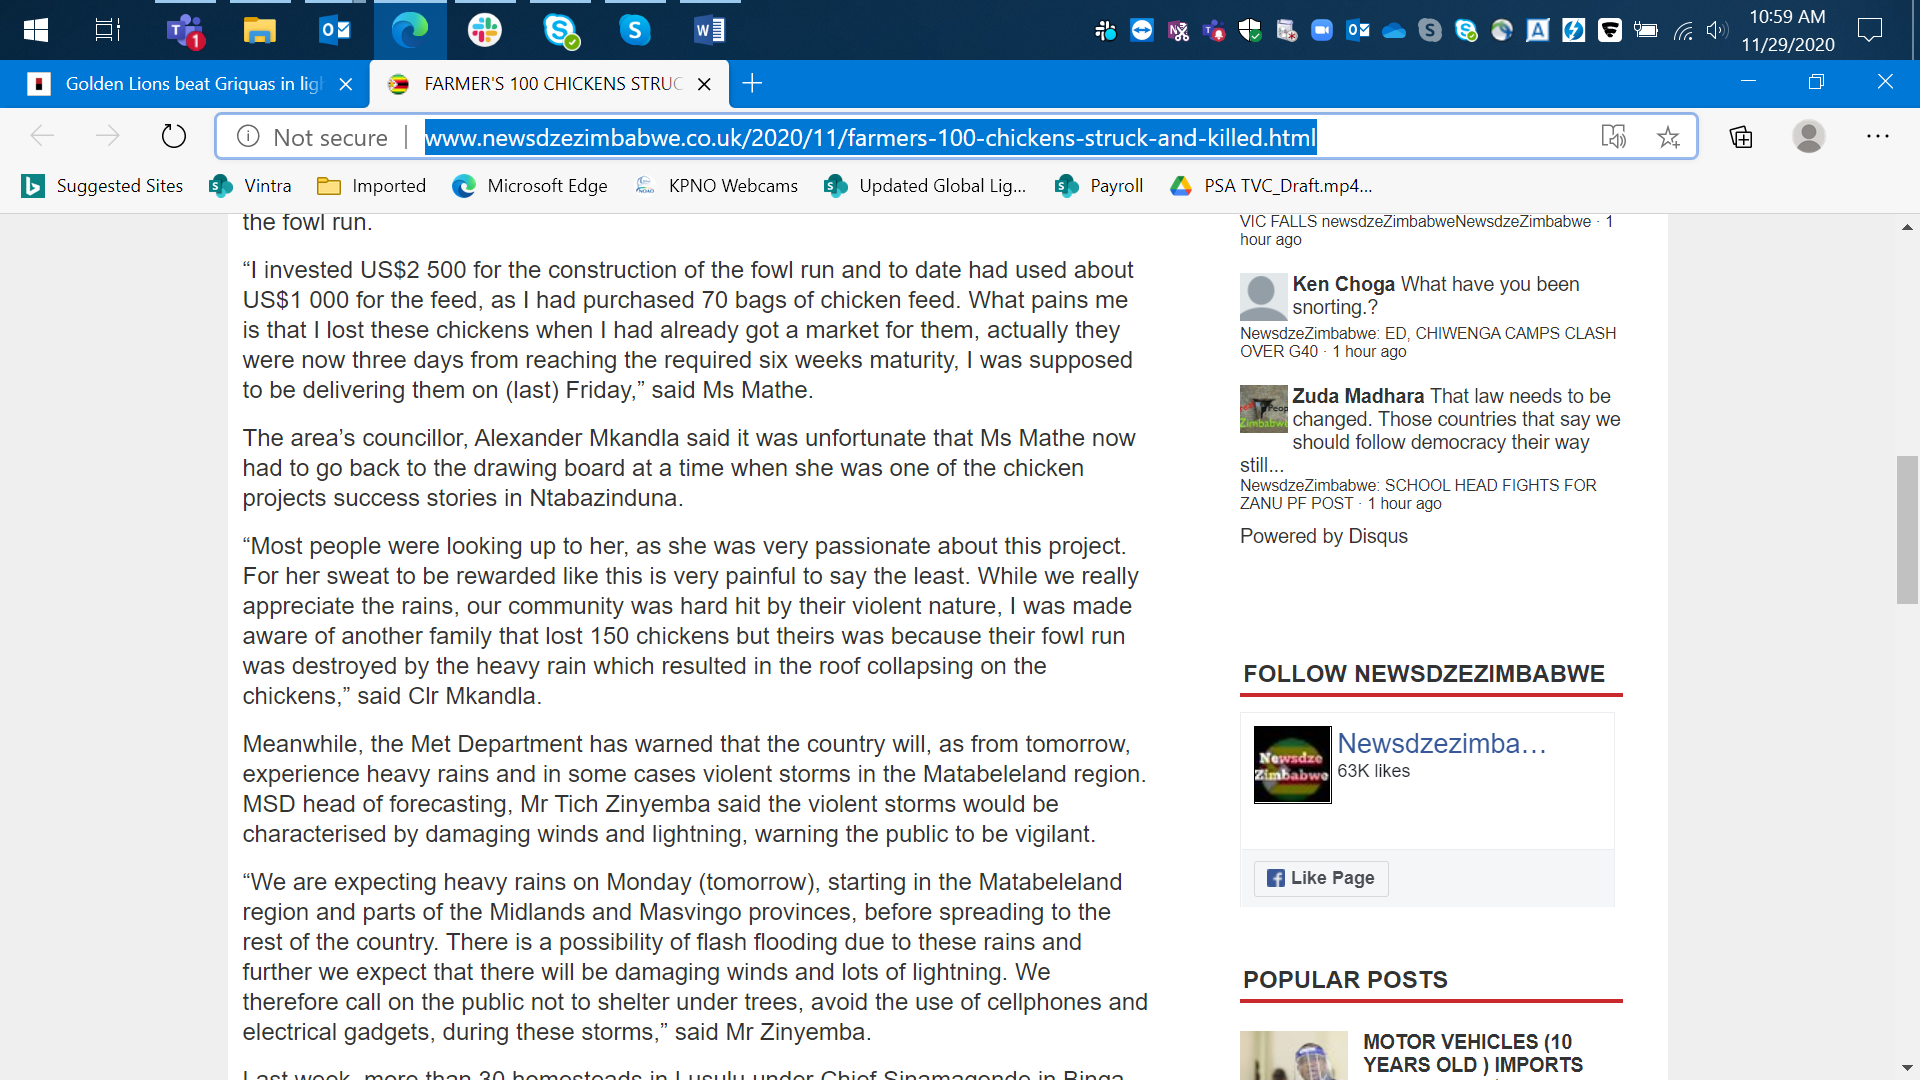 1
10:59 AM
11/29/2020
Golden Lions beat Griquas in lig
FARMER'S 100 CHICKENS STRUC
Not secure
www.newsdzezimbabwe.co.uk/2020/11/farmers-100-chickens-struck-and-killed.html
Suggested Sites
Vintra
Imported
Microsoft Edge
KPNO Webcams
Updated Global Lig...
Payroll
PSA TVC_Draft.mp4...
the fowl run.
“I invested US$2 500 for the construction of the fowl run and to date had used about
US$1 000 for the feed, as I had purchased 70 bags of chicken feed. What pains me
is that I lost these chickens when I had already got a market for them, actually they
were now three days from reaching the required six weeks maturity, I was supposed
to be delivering them on (last) Friday,” said Ms Mathe.
The area’s councillor, Alexander Mkandla said it was unfortunate that Ms Mathe now
had to go back to the drawing board at a time when she was one of the chicken
projects success stories in Ntabazinduna.
“Most people were looking up to her, as she was very passionate about this project.
For her sweat to be rewarded like this is very painful to say the least. While we really
appreciate the rains, our community was hard hit by their violent nature, I was made
aware of another family that lost 150 chickens but theirs was because their fowl run
was destroyed by the heavy rain which resulted in the roof collapsing on the
chickens,” said Clr Mkandla.
Meanwhile, the Met Department has warned that the country will, as from tomorrow,
experience heavy rains and in some cases violent storms in the Matabeleland region.
MSD head of forecasting, Mr Tich Zinyemba said the violent storms would be
characterised by damaging winds and lightning, warning the public to be vigilant.
“We are expecting heavy rains on Monday (tomorrow), starting in the Matabeleland
region and parts of the Midlands and Masvingo provinces, before spreading to the
rest of the country. There is a possibility of flash flooding due to these rains and
further we expect that there will be damaging winds and lots of lightning. We
therefore call on the public not to shelter under trees, avoid the use of cellphones and
electrical gadgets, during these storms,” said Mr Zinyemba.
Last week, more than 30 homesteads in Lusulu under Chief Sinamagonde in Binga
VIC FALLS newsdzeZimbabweNewsdzeZimbabwe · 1
hour ago
Ken Choga What have you been
snorting.?
NewsdzeZimbabwe: ED, CHIWENGA CAMPS CLASH
OVER G40 · 1 hour ago
Zuda Madhara That law needs to be
changed. Those countries that say we
should follow democracy their way
still...
NewsdzeZimbabwe: SCHOOL HEAD FIGHTS FOR
ZANU PF POST · 1 hour ago
Powered by Disqus
FOLLOW NEWSDZEZIMBABWE
Newsdze
Zimbabwe
Newsdzezimba...
63K likes
Like Page
POPULAR POSTS
MOTOR VEHICLES (10
YEARS OLD ) IMPORTS